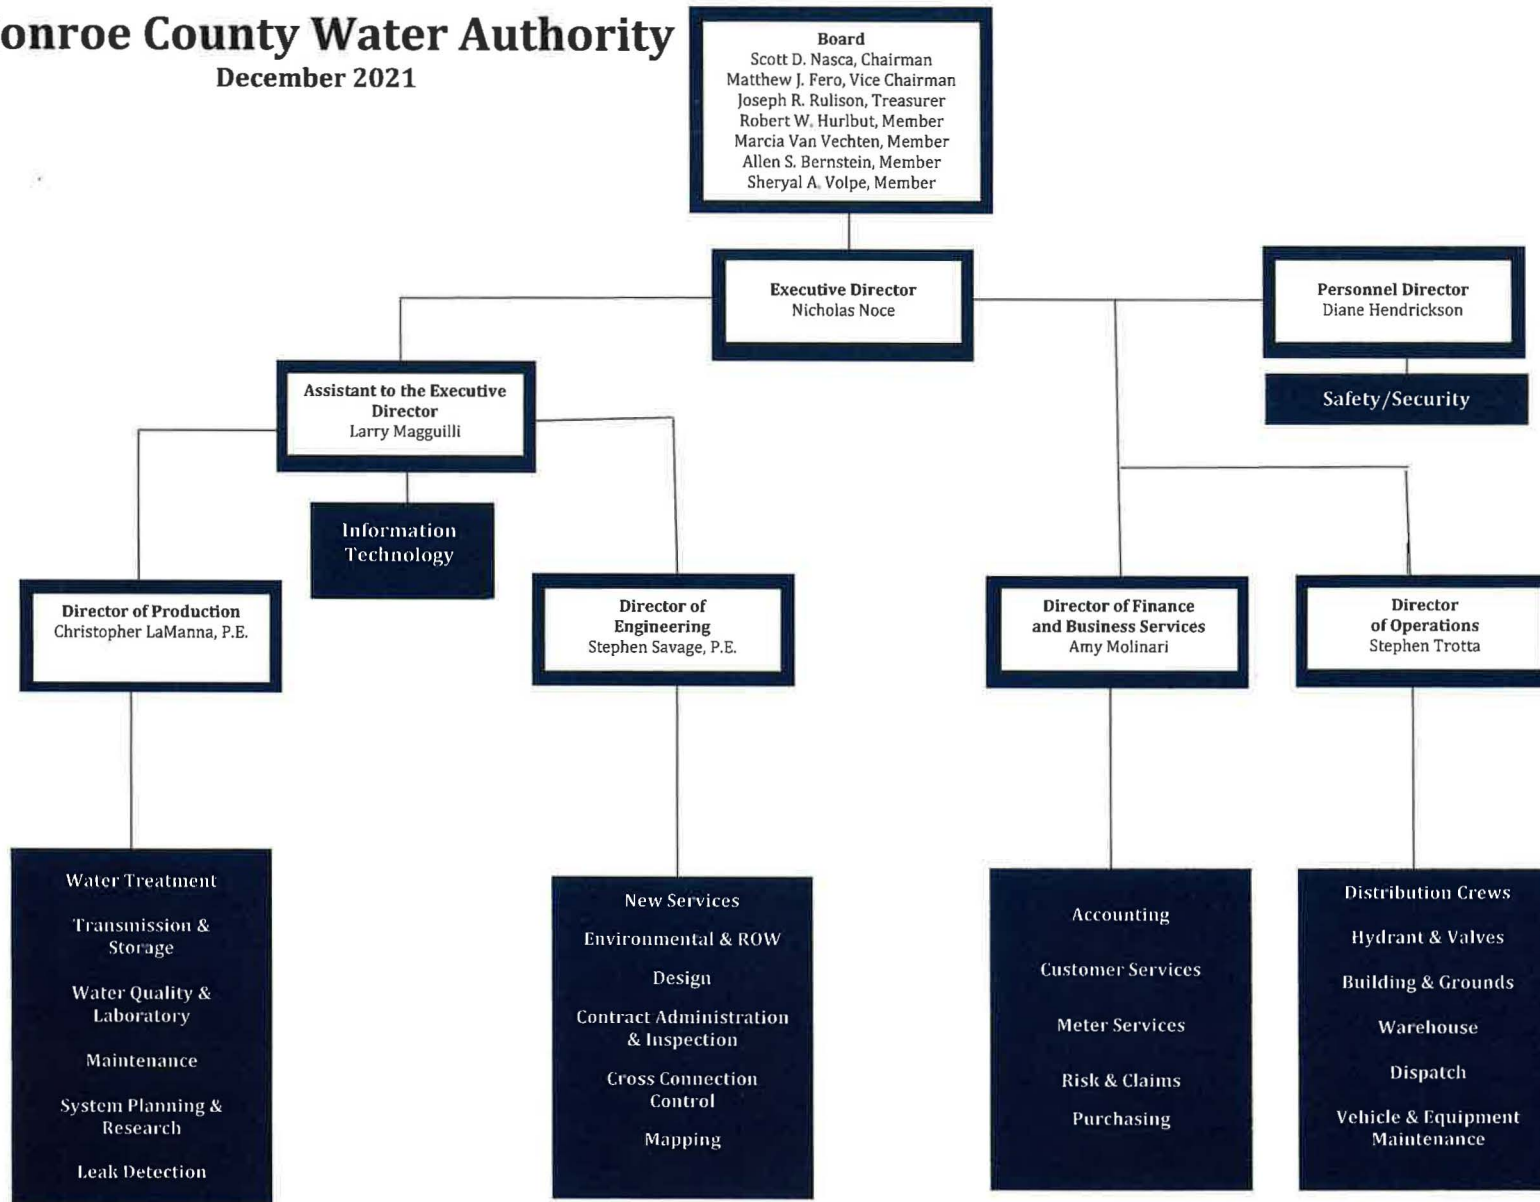 onroe County Water Authority
December 2021
Board
Scott D. Nasca, Chairman
Matthew J. Fero, Vice Chairman
Joseph R. Rulison, Treasurer
Robert W. Hurlbut, Member
Marcia Van Vechten, Member
Allen S. Bernstein, Member
Sheryal A. Volpe, Member
Executive Director
Nicholas Noce
Personnel Director
Diane Hendrickson
Safety/Security
Assistant to the Executive
Director
Larry Magguilli
Information
Technology
Director of Production
Christopher LaManna, P.E.
Director of
Engineering
Stephen Savage, P.E.
Director of Finance
and Business Services
Amy Molinari
Director
of Operations
Stephen Trotta
Water Treatment
Transmission &
Storage
Water Quality &
Laboratory
Maintenance
System Planning &
Research
Leak Detection
New Services
Environmental & ROW
Design
Contract Administration
& Inspection
Cross Connection
Control
Mapping
Accounting
Customer Services
Meter Services
Risk & Claims
Purchasing
Distribution Crews
Hydrant & Valves
Building & Grounds
Warehouse
Dispatch
Vehicle & Equipment
Maintenance